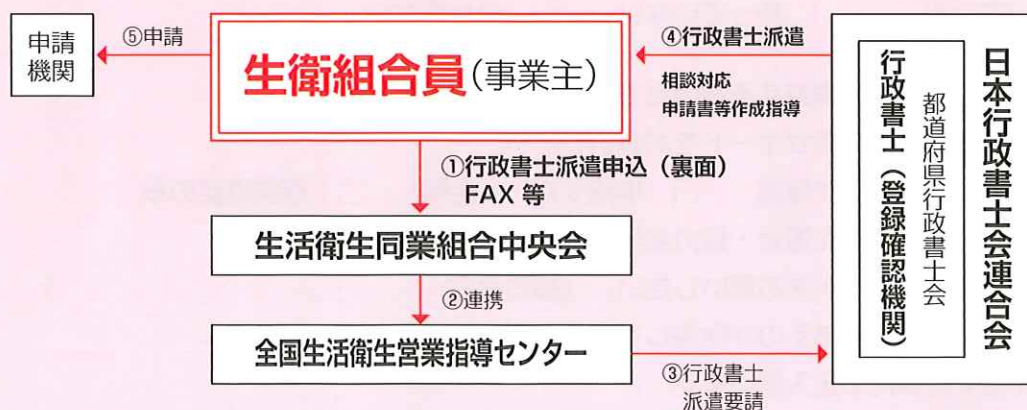 申請
機関
⑤申請
生衛組合員(事業主)
④行政書士派遣
相談対応
申請書等作成指導
①行政書士派遣申込(裏面)
FAX 等
生活衛生同業組合中央会
②連携
全国生活衛生営業指導センター
③行政書士
派遣要請
日本行政書士会連合会
都道府県行政書士会
行政書士(登録確認機関)